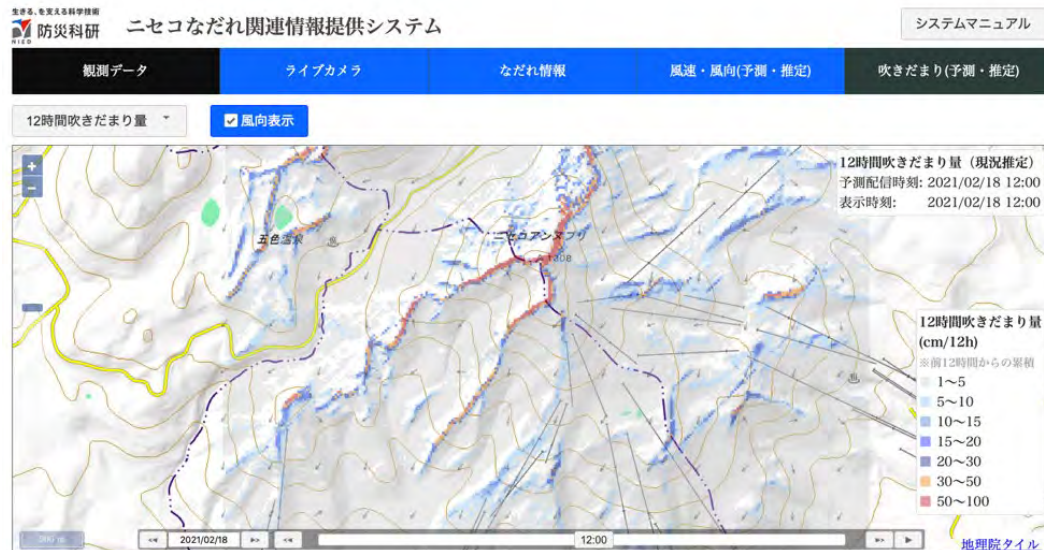 生きる、を支える科学技術
防災科研
NIED
ニセコなだれ関連情報提供システム
システムマニュアル
観測データ
ライブカメラ
なだれ情報
風速・風向(予測・推定)
吹きだまり(予測・推定)
12時間吹きだまり量
風向表示
+
−
12時間吹きだまり量（現況推定）
予測配信時刻: 2021/02/18 12:00
表示時刻: 2021/02/18 12:00
五色温泉
ニセコアンヌプリ
1308
12時間吹きだまり量
(cm/12h)
※前12時間からの累積
1〜5
5〜10
10〜15
15〜20
20〜30
30〜50
50〜100
2021/02/18
12:00
地理院タイル